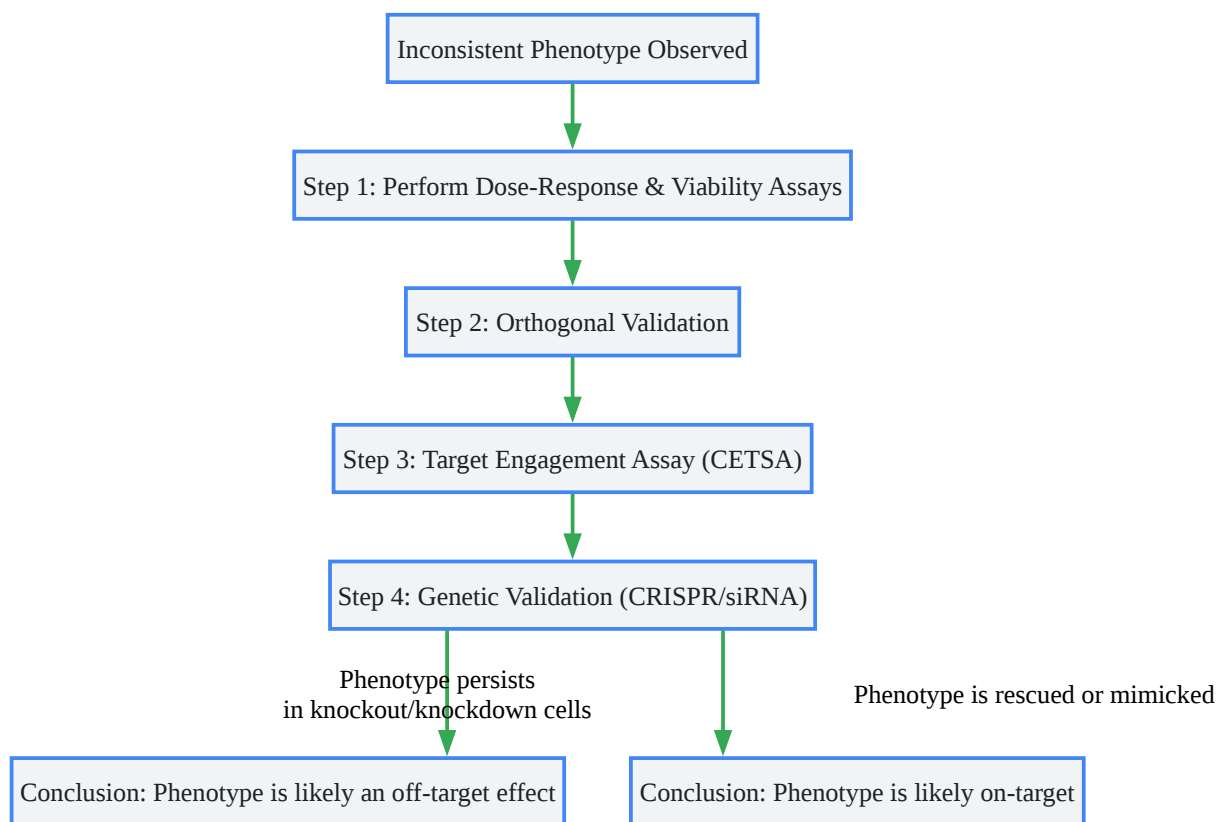 Inconsistent Phenotype Observed
Step 1: Perform Dose-Response & Viability Assays
Step 2: Orthogonal Validation
Step 3: Target Engagement Assay (CETSA)
Step 4: Genetic Validation (CRISPR/siRNA)
Phenotype persists
in knockout/knockdown cells
Phenotype is rescued or mimicked
Conclusion: Phenotype is likely an off-target effect
Conclusion: Phenotype is likely on-target